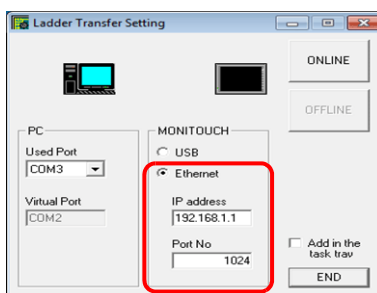 Ladder Transfer Setting
ONLINE
OFFLINE
PC
Used Port
COM3
Virtual Port
COM2
MONITOUCH
USB
Ethernet
IP address
192.168.1.1
Port No
1024
Add in the
task tray
END